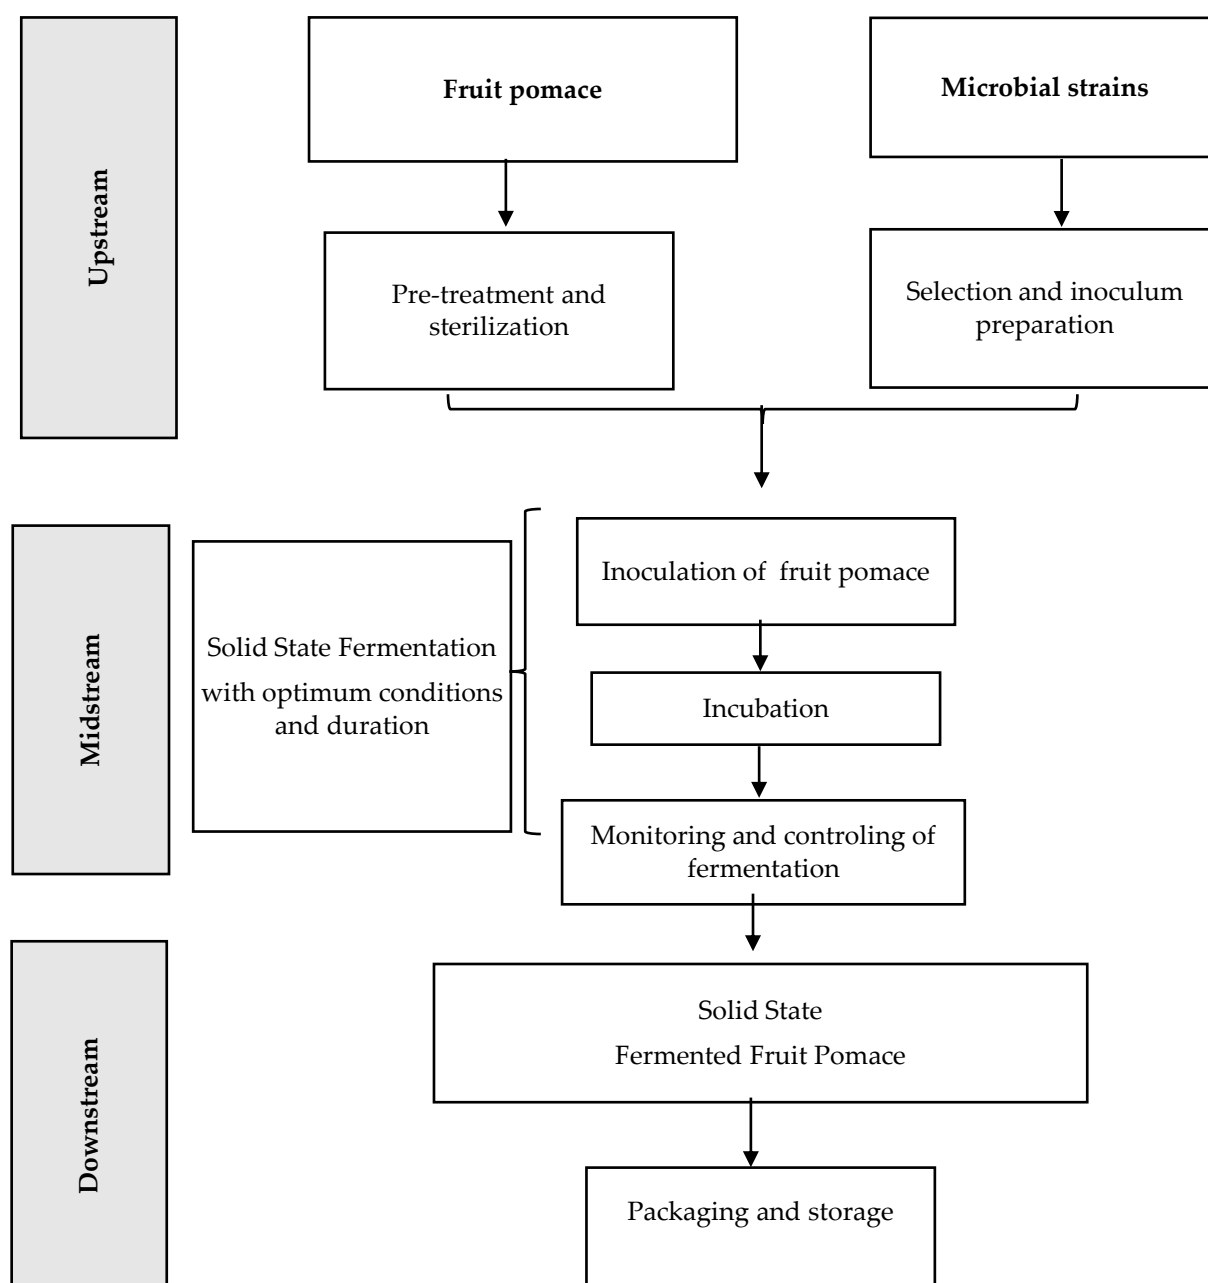 Upstream
Fruit pomace
Microbial strains
Pre-treatment and
sterilization
Selection and inoculum
preparation
Midstream
Solid State Fermentation
with optimum conditions
and duration
Inoculation of fruit pomace
Incubation
Monitoring and controling of
fermentation
Downstream
Solid State
Fermented Fruit Pomace
Packaging and storage